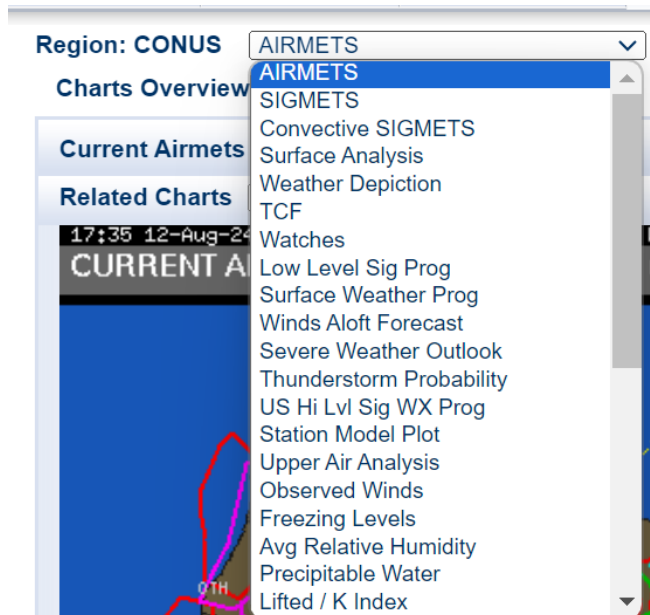 Region: CONUS AIRMETS
AIRMETS
Charts Overview
SIGMETS
Convective SIGMETS
Current Airmets
Surface Analysis
Weather Depiction
Related Charts
TCF
17:35 12-Aug-24
Watches
CURRENT A
Low Level Sig Prog
Surface Weather Prog
Winds Aloft Forecast
Severe Weather Outlook
Thunderstorm Probability
US Hi Lvl Sig WX Prog
Station Model Plot
Upper Air Analysis
Observed Winds
Freezing Levels
Avg Relative Humidity
Precipitable Water
OTH
Lifted / K Index